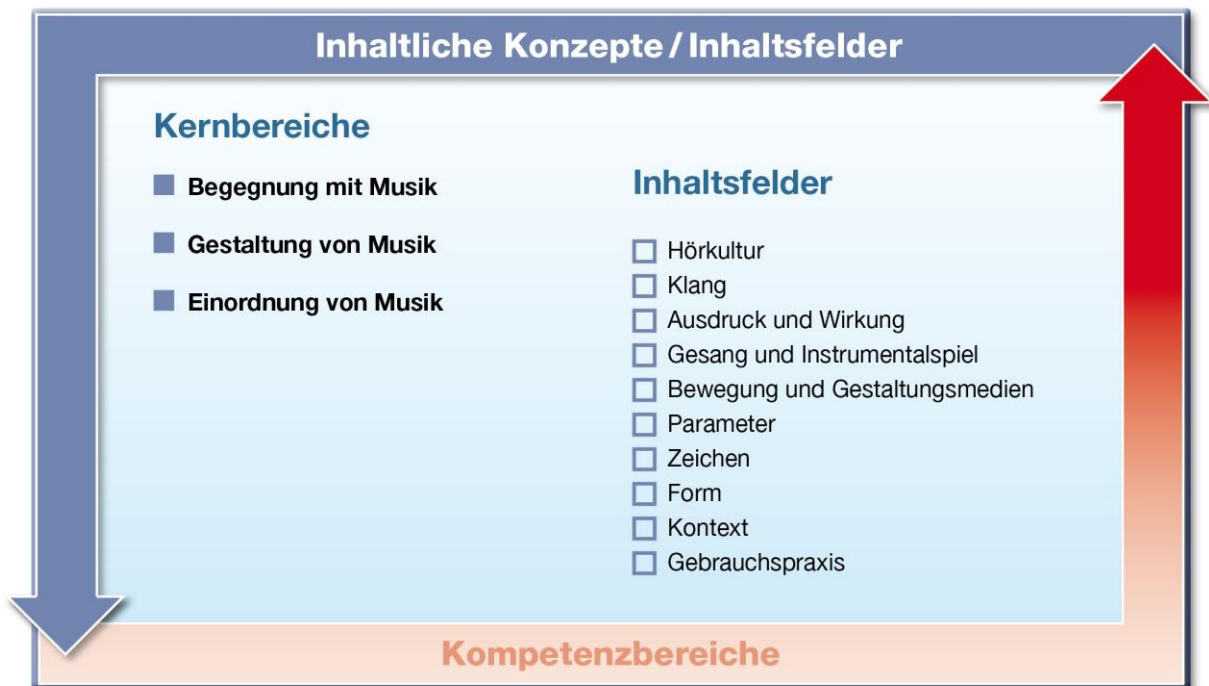 Inhaltliche Konzepte / Inhaltsfelder
Kernbereiche
Begegnung mit Musik
Gestaltung von Musik
Einordnung von Musik
Inhaltsfelder
Hörkultur
Klang
Ausdruck und Wirkung
Gesang und Instrumentalspiel
Bewegung und Gestaltungsmedien
Parameter
Zeichen
Form
Kontext
Gebrauchspraxis
Kompetenzbereiche